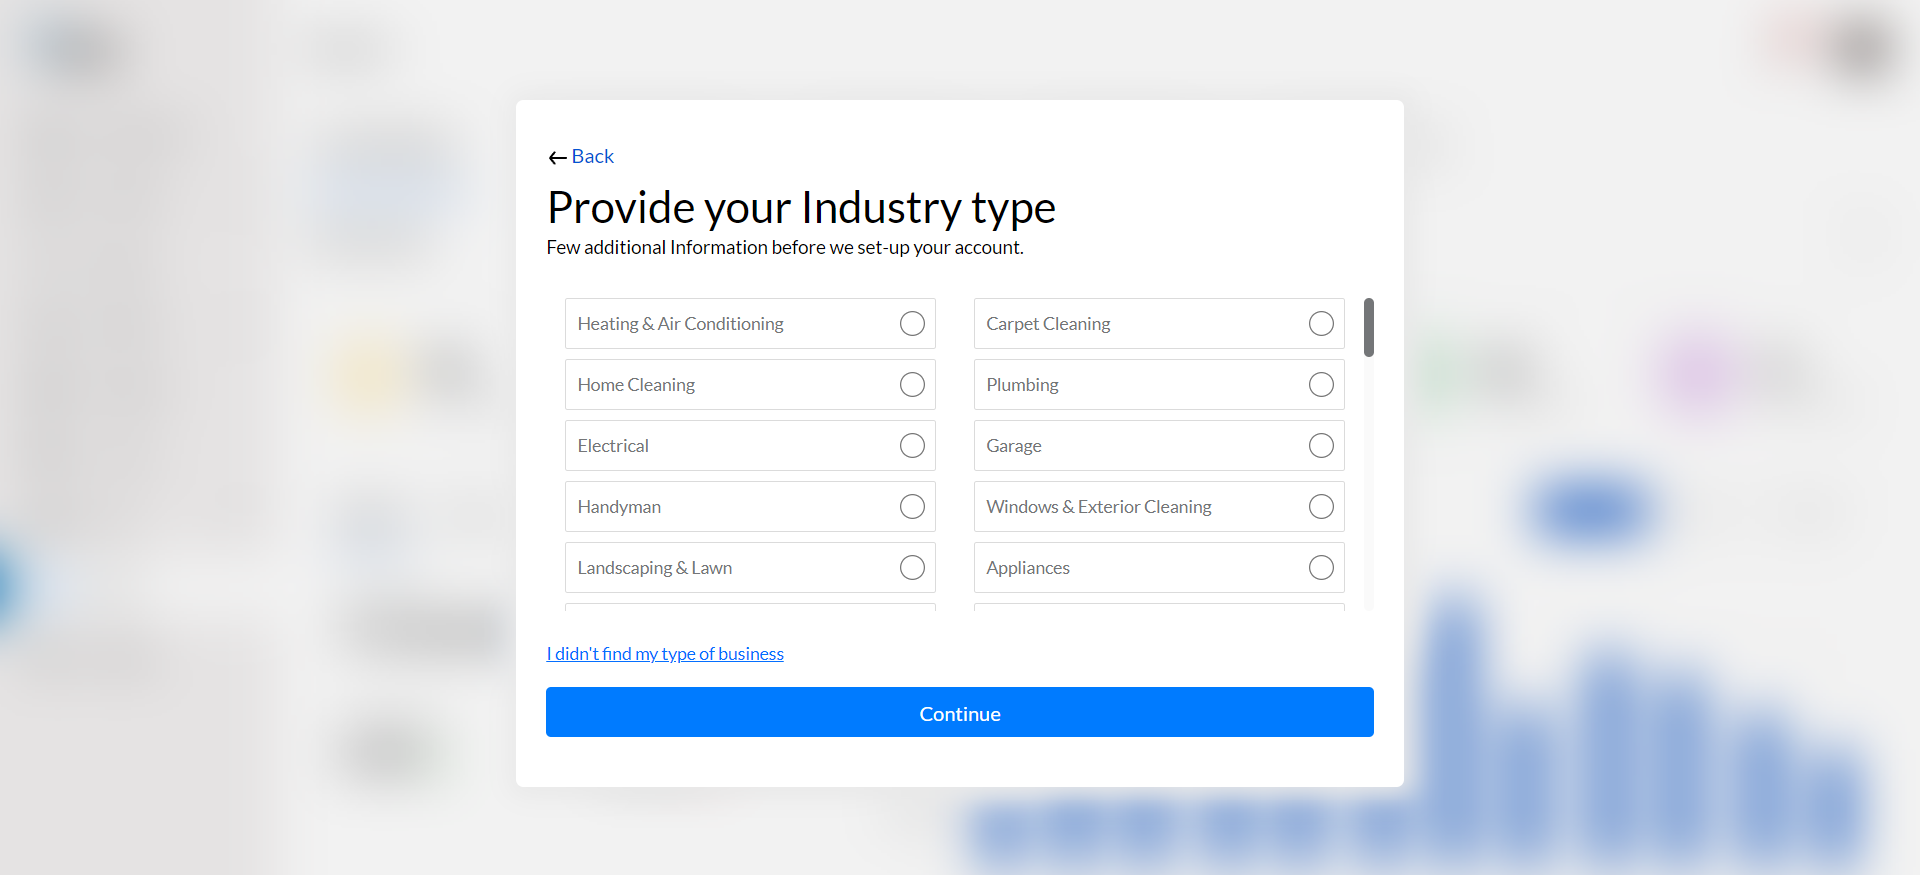 Back
Provide your Industry type
Few additional Information before we set-up your account.
Heating & Air Conditioning
Carpet Cleaning
Home Cleaning
Plumbing
Electrical
Garage
Handyman
Windows & Exterior Cleaning
Landscaping & Lawn
Appliances
I didn't find my type of business
Continue